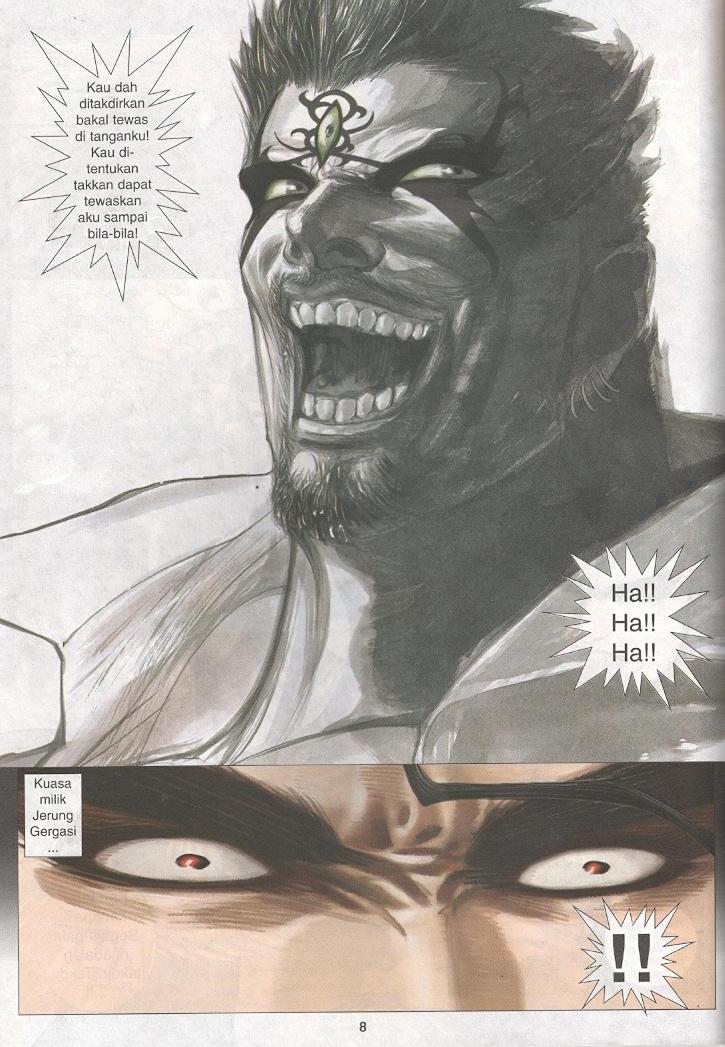 Kau dah
ditakdirkan
bakal tewas
di tanganku!
Kau di-
tentukan
takkan dapat
tewaskan
aku sampai
bila-bila!
Ha!!
Ha!!
Ha!!
Kuasa
milik
Jerung
Gergasi
...
!!
8